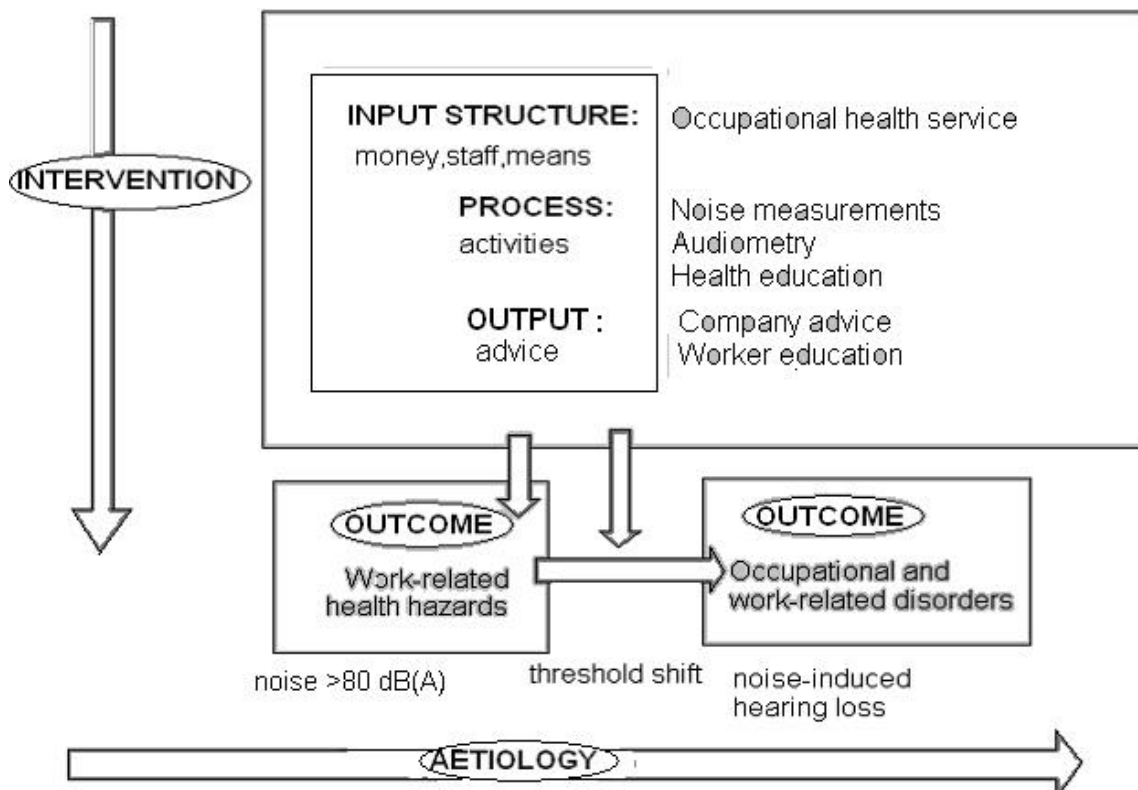 INPUT STRUCTURE: Occupational health service
money,staff,means
INTERVENTION
PROCESS: Noise measurements
activities Audiometry
Health education
OUTPUT : Company advice
advice Worker education
OUTCOME
Work-related
health hazards
OUTCOME
Occupational and
work-related disorders
noise >80 dB(A)
threshold shift
noise-induced
hearing loss
AETIOLOGY